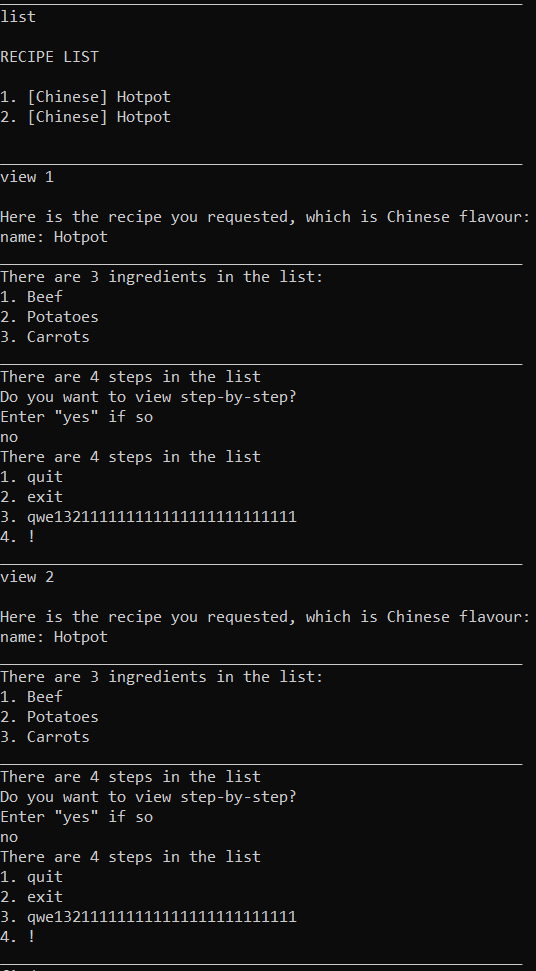 list
RECIPE LIST
1. [Chinese] Hotpot
2. [Chinese] Hotpot
view 1
Here is the recipe you requested, which is Chinese flavour:
name: Hotpot
There are 3 ingredients in the list:
1. Beef
2. Potatoes
3. Carrots
There are 4 steps in the list
Do you want to view step-by-step?
Enter "yes" if so
no
There are 4 steps in the list
1. quit
2. exit
3. qwe132111111111111111111111111
4. !
view 2
Here is the recipe you requested, which is Chinese flavour:
name: Hotpot
There are 3 ingredients in the list:
1. Beef
2. Potatoes
3. Carrots
There are 4 steps in the list
Do you want to view step-by-step?
Enter "yes" if so
no
There are 4 steps in the list
1. quit
2. exit
3. qwe132111111111111111111111111
4. !